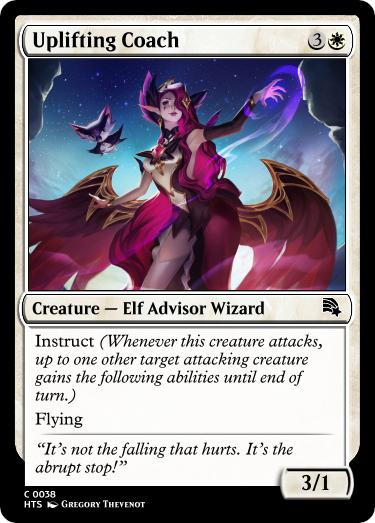 Uplifting Coach 3
Creature — Elf Advisor Wizard
Instruct (Whenever this creature attacks,
up to one other target attacking creature
gains the following abilities until end of
turn.)
Flying
“It’s not the falling that hurts. It’s the
abrupt stop!”
3/1
C 0038
HTS Gregory Thevenot